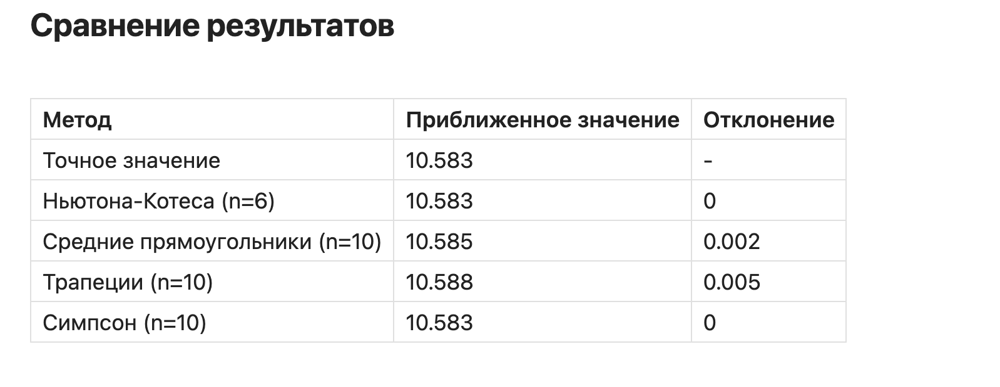 Сравнение результатов
Метод Приближенное значение Отклонение
Точное значение 10.583 -
Ньютона-Котеса (n=6) 10.583 0
Средние прямоугольники (n=10) 10.585 0.002
Трапеции (n=10) 10.588 0.005
Симпсон (n=10) 10.583 0